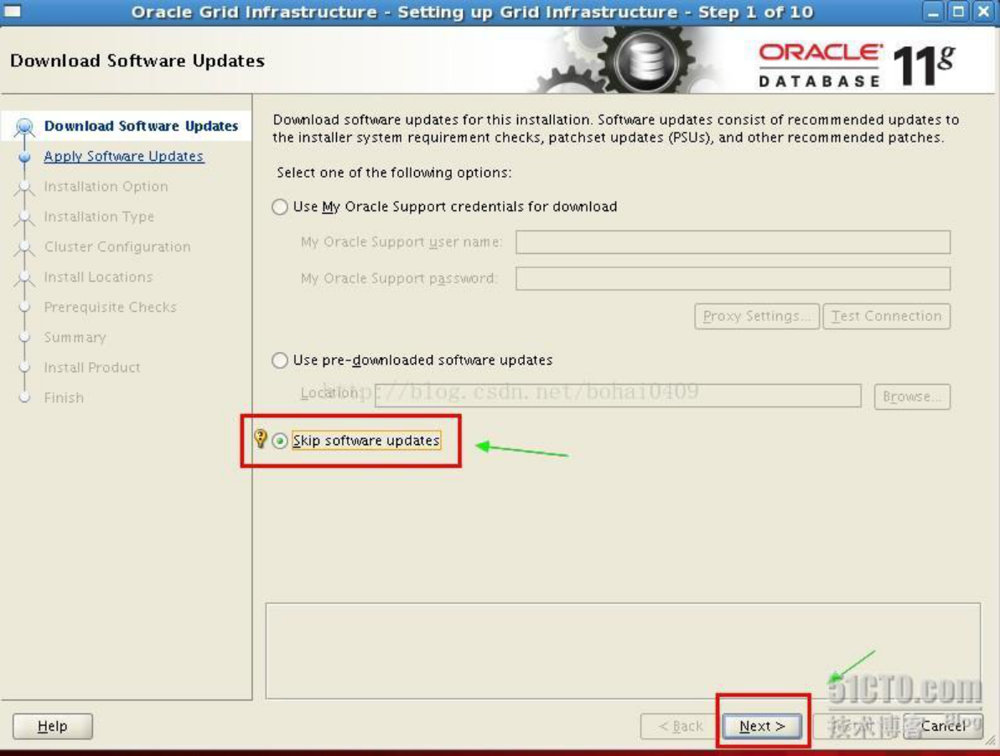 Oracle Grid Infrastructure - Setting up Grid Infrastructure - Step 1 of 10
Download Software Updates
ORACLE
DATABASE
11g
Download Software Updates
Apply Software Updates
Installation Option
Installation Type
Cluster Configuration
Install Locations
Prerequisite Checks
Summary
Install Product
Finish
Download software updates for this installation. Software updates consist of recommended updates to
the installer system requirement checks, patchset updates (PSUs), and other recommended patches.
Select one of the following options:
Use My Oracle Support credentials for download
My Oracle Support user name:
My Oracle Support password:
Proxy Settings... Test Connection
Use pre-downloaded software updates
Location: Browse...
http://blog.csdn.net/bohai0409
Skip software updates
51CTO.com
技术博客 Blog
Help < Back Next > Cancel